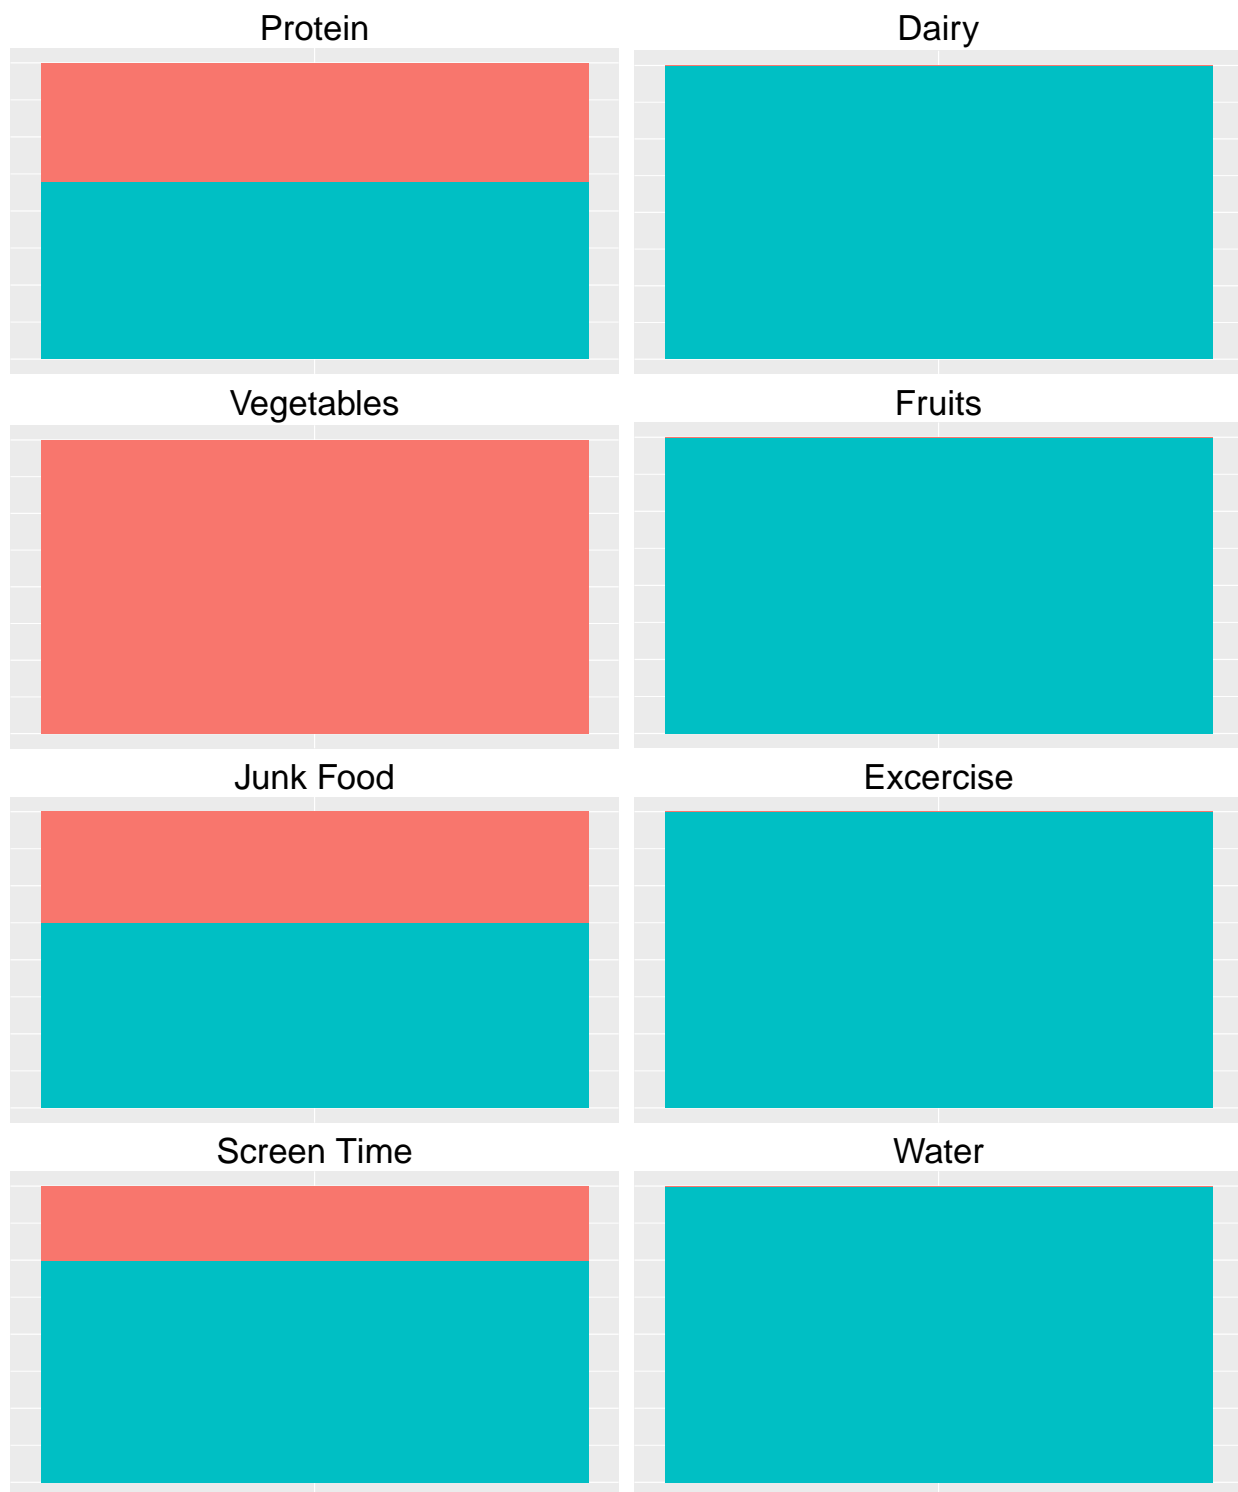 Protein
Dairy
Vegetables
Fruits
Junk Food
Excercise
Screen Time
Water